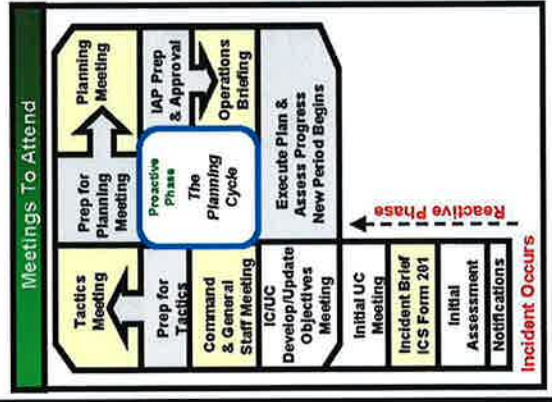 Meetings To Attend
Tactics
Meeting
Prep for
Planning
Meeting
Planning
Meeting
Prep for
Tactics
Proactive
Phase
The
Planning
Cycle
IAP Prep
& Approval
Command
& General
Staff Meeting
Operations
Briefing
IC/UC
Develop/Update
Objectives
Meeting
Execute Plan &
Assess Progress
New Period Begins
Initial UC
Meeting
Incident Brief
ICS Form 201
Initial
Assessment
Notifications
Reactive Phase
Incident Occurs